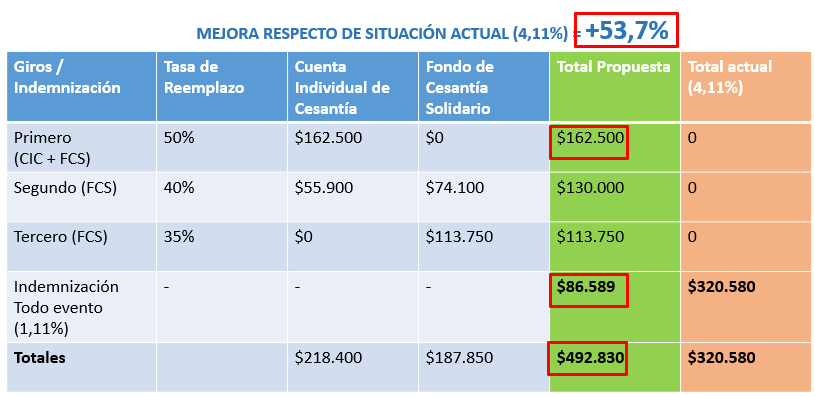 MEJORA RESPECTO DE SITUACIÓN ACTUAL (4,11%) = +53,7%
Giros / Indemnización Tasa de Reemplazo Cuenta Individual de Cesantía Fondo de Cesantía Solidario Total Propuesta Total actual (4,11%)
Primero (CIC + FCS) 50% $162.500 $0 $162.500 0
Segundo (FCS) 40% $55.900 $74.100 $130.000 0
Tercero (FCS) 35% $0 $113.750 $113.750 0
Indemnización Todo evento (1,11%) - - - $86.589 $320.580
Totales $218.400 $187.850 $492.830 $320.580